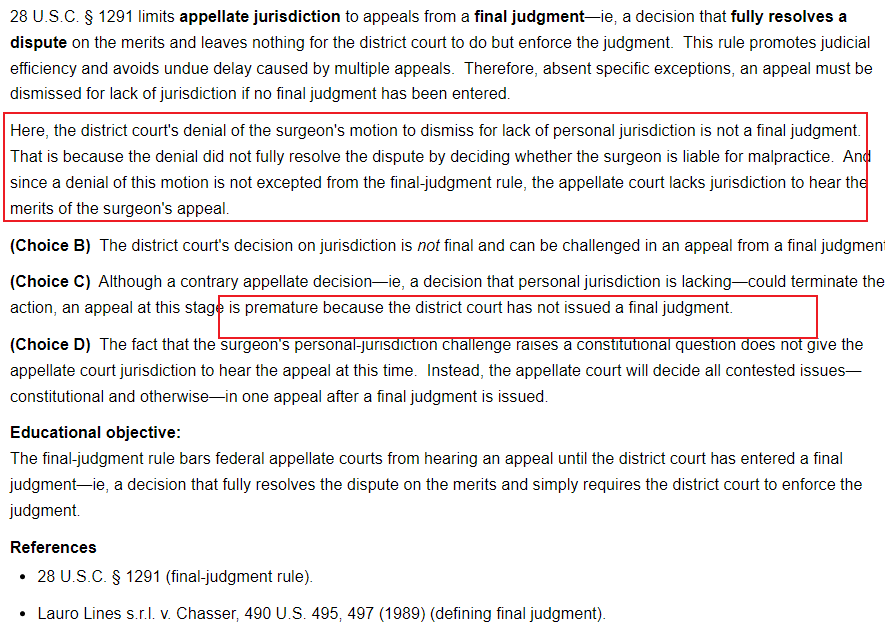 28 U.S.C. § 1291 limits appellate jurisdiction to appeals from a final judgment—ie, a decision that fully resolves a
dispute on the merits and leaves nothing for the district court to do but enforce the judgment. This rule promotes judicial
efficiency and avoids undue delay caused by multiple appeals. Therefore, absent specific exceptions, an appeal must be
dismissed for lack of jurisdiction if no final judgment has been entered.
Here, the district court's denial of the surgeon's motion to dismiss for lack of personal jurisdiction is not a final judgment.
That is because the denial did not fully resolve the dispute by deciding whether the surgeon is liable for malpractice. And
since a denial of this motion is not excepted from the final-judgment rule, the appellate court lacks jurisdiction to hear the
merits of the surgeon's appeal.
(Choice B) The district court's decision on jurisdiction is not final and can be challenged in an appeal from a final judgment
(Choice C) Although a contrary appellate decision—ie, a decision that personal jurisdiction is lacking—could terminate the
action, an appeal at this stage is premature because the district court has not issued a final judgment.
(Choice D) The fact that the surgeon's personal-jurisdiction challenge raises a constitutional question does not give the
appellate court jurisdiction to hear the appeal at this time. Instead, the appellate court will decide all contested issues—
constitutional and otherwise—in one appeal after a final judgment is issued.
Educational objective:
The final-judgment rule bars federal appellate courts from hearing an appeal until the district court has entered a final
judgment—ie, a decision that fully resolves the dispute on the merits and simply requires the district court to enforce the
judgment.
References
• 28 U.S.C. § 1291 (final-judgment rule).
• Lauro Lines s.r.l. v. Chasser, 490 U.S. 495, 497 (1989) (defining final judgment).